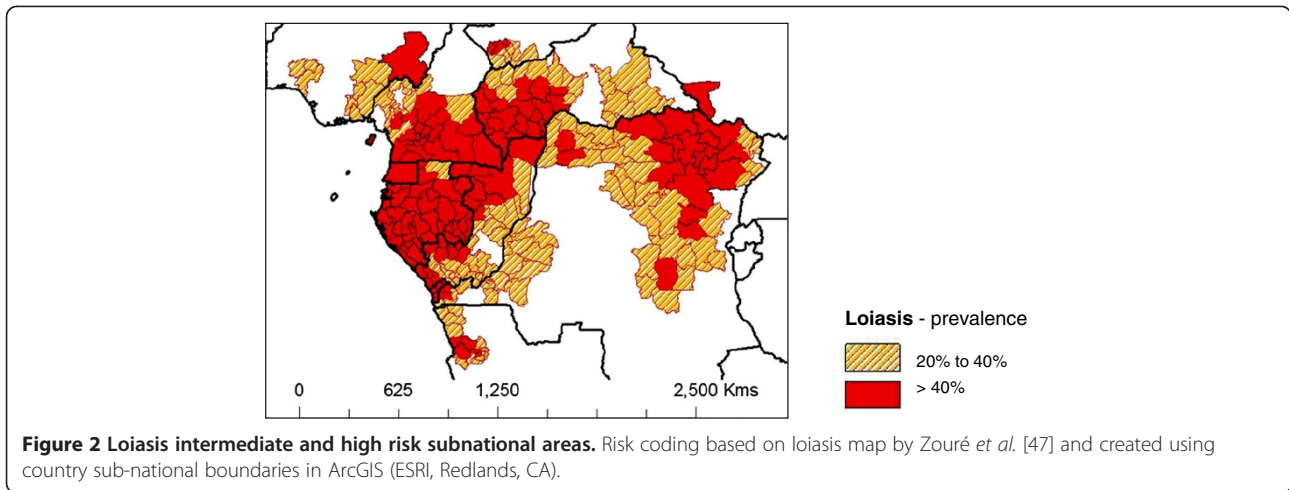 0 625 1,250 2,500 Kms
Loiasis - prevalence
20% to 40%
> 40%
Figure 2 Loiasis intermediate and high risk subnational areas. Risk coding based on loiasis map by Zouré et al. [47] and created using
country sub-national boundaries in ArcGIS (ESRI, Redlands, CA).